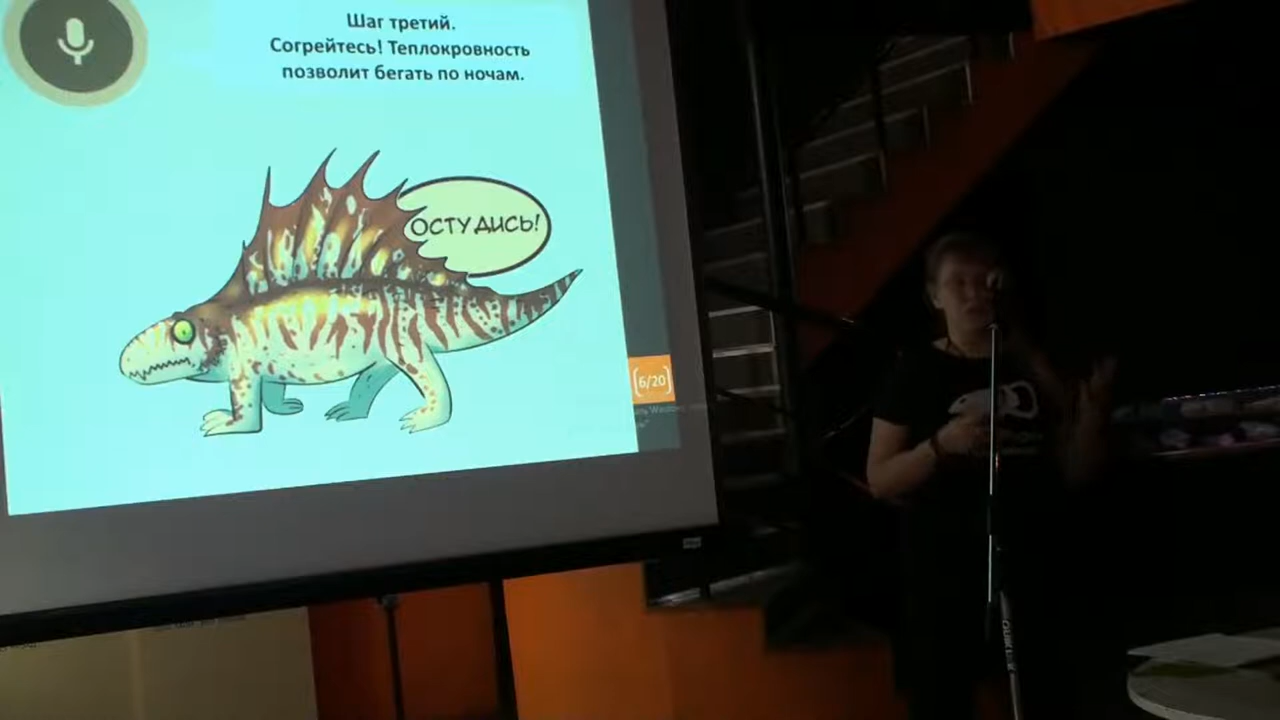 Шаг третий.
Согрейтесь! Теплокровность
позволит бегать по ночам.
ОСТУДИСЬ!
6/20